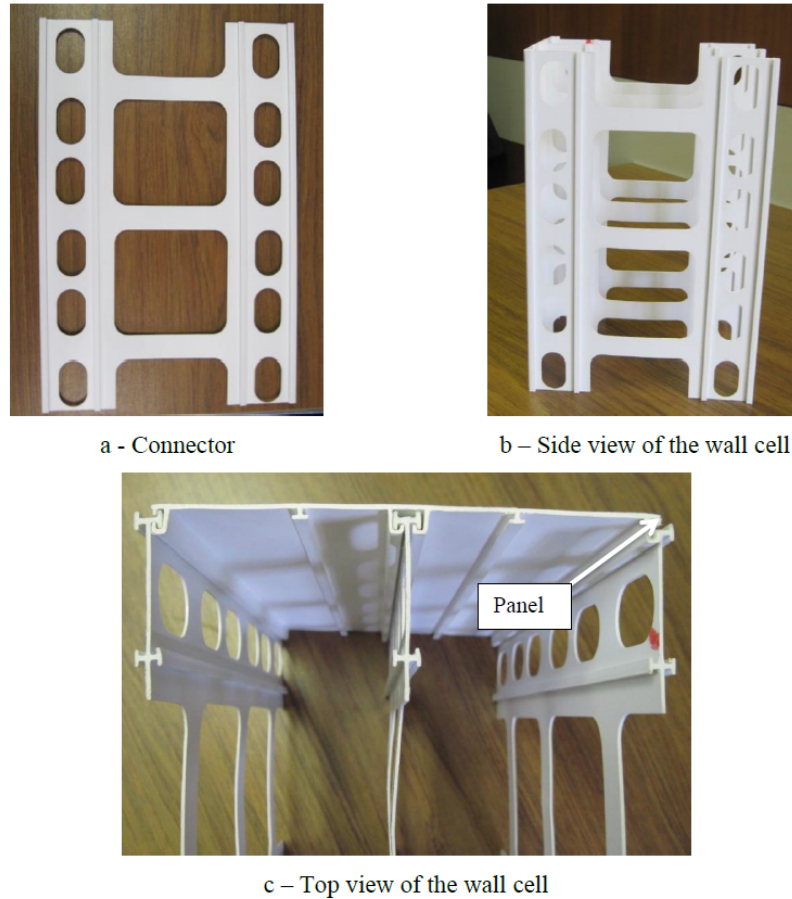 a - Connector
b – Side view of the wall cell
Panel
c – Top view of the wall cell